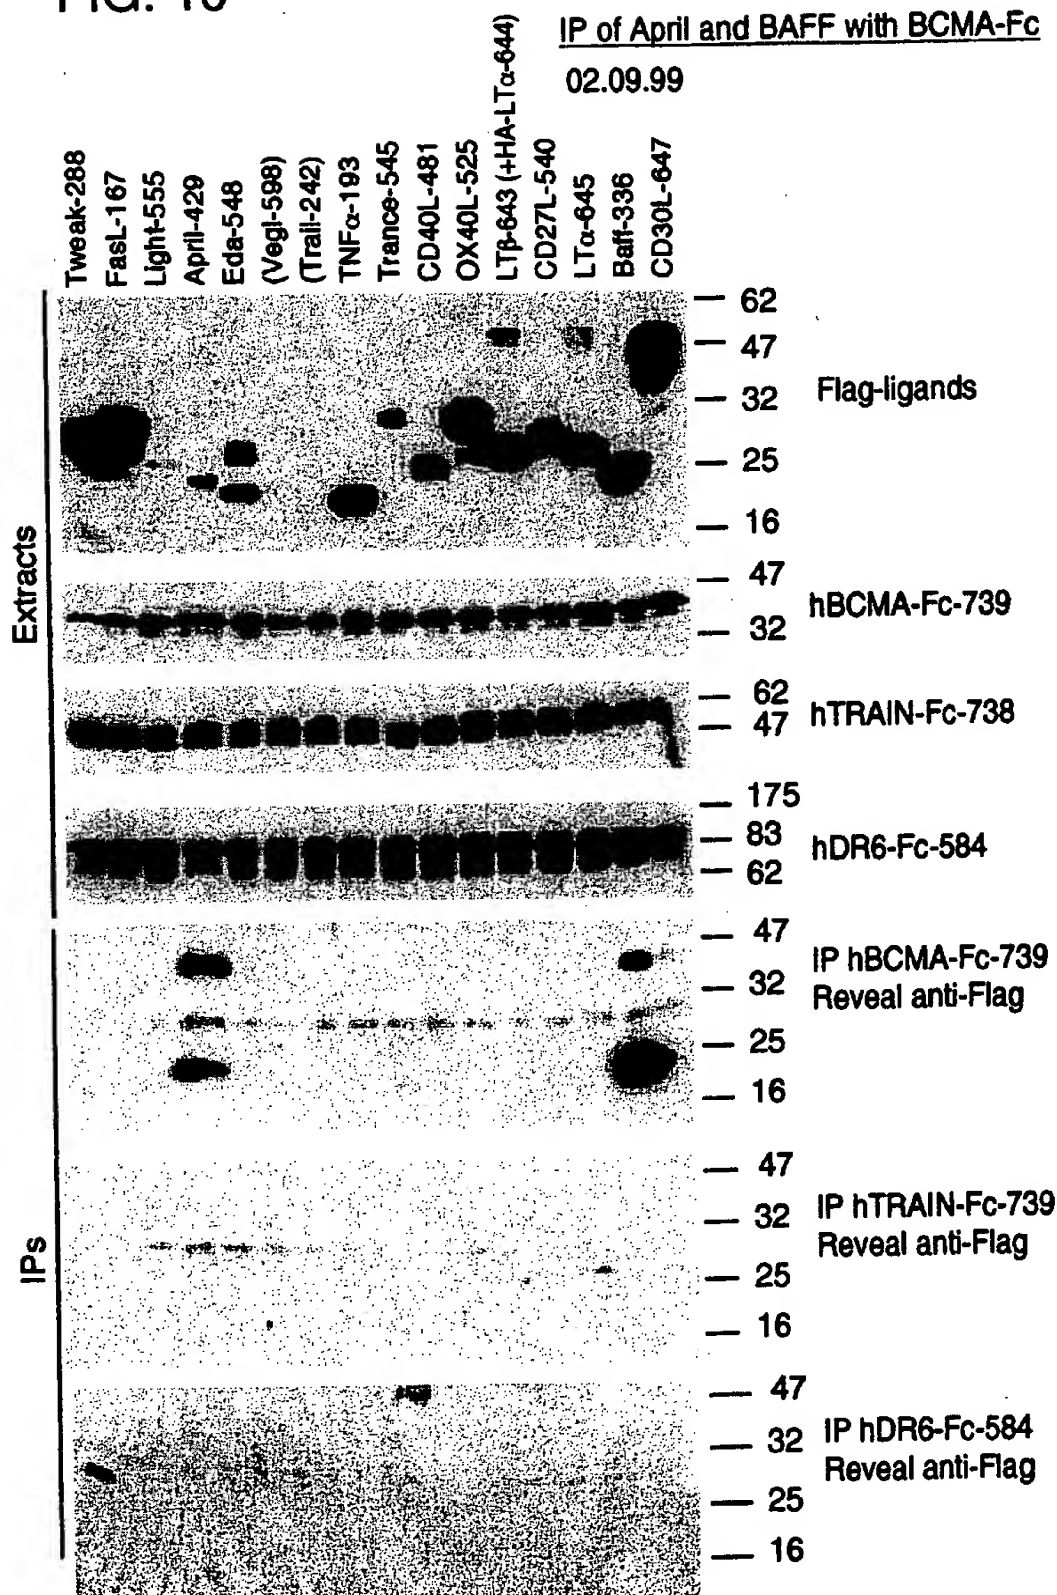 FIG. 10
IP of April and BAFF with BCMA-Fc
02.09.99
Tweak-288
FasL-167
Light-555
April-429
Eda-548
(Vegi-598)
(Trail-242)
TNFα-193
Trance-545
CD40L-481
OX40L-525
LTβ-643 (+HA-LTα-644)
CD27L-540
LTα-645
Baff-336
CD30L-647
Extracts
62
47
32
25
16
Flag-ligands
47
32
hBCMA-Fc-739
62
47
hTRAIN-Fc-738
175
83
62
hDR6-Fc-584
IPs
47
32
25
16
IP hBCMA-Fc-739
Reveal anti-Flag
47
32
25
16
IP hTRAIN-Fc-739
Reveal anti-Flag
47
32
25
16
IP hDR6-Fc-584
Reveal anti-Flag